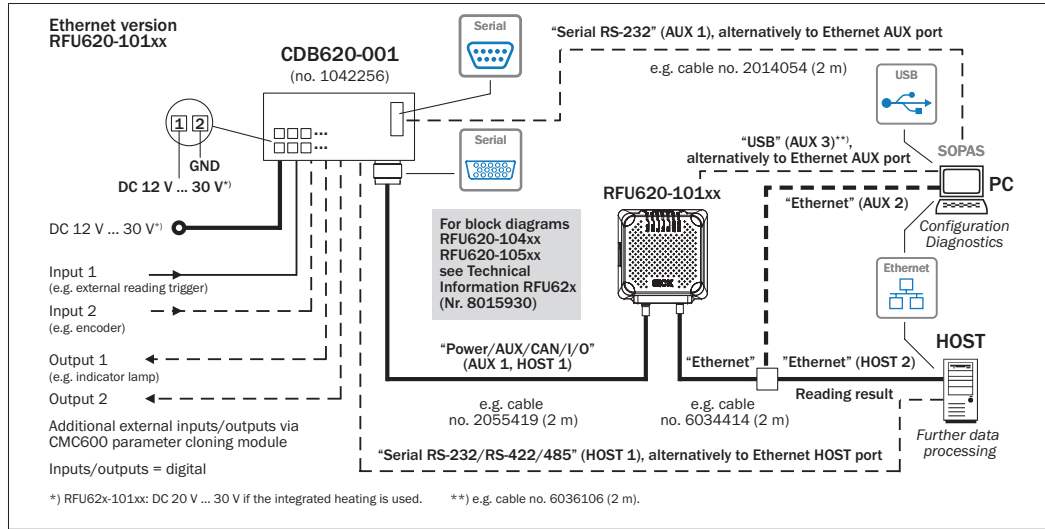 Ethernet version
RFU620-101xx
CDB620-001
(no. 1042256)
Serial
"Serial RS-232" (AUX 1), alternatively to Ethernet AUX port
e.g. cable no. 2014054 (2 m)
USB
1 2
GND
DC 12 V ... 30 V*)
Serial
"USB" (AUX 3)**),
alternatively to Ethernet AUX port
SOPAS
PC
RFU620-101xx
"Ethernet" (AUX 2)
Configuration
Diagnostics
DC 12 V ... 30 V*)
For block diagrams
RFU620-104xx
RFU620-105xx
see Technical
Information RFU62x
(Nr. 8015930)
SICK
Ethernet
Input 1
(e.g. external reading trigger)
Input 2
(e.g. encoder)
Output 1
(e.g. indicator lamp)
Output 2
"Power/AUX/CAN/I/O"
(AUX 1, HOST 1)
"Ethernet"
"Ethernet" (HOST 2)
HOST
Reading result
e.g. cable
no. 2055419 (2 m)
e.g. cable
no. 6034414 (2 m)
Further data
processing
Additional external inputs/outputs via
CMC600 parameter cloning module
Inputs/outputs = digital
"Serial RS-232/RS-422/485" (HOST 1), alternatively to Ethernet HOST port
*) RFU62x-101xx: DC 20 V ... 30 V if the integrated heating is used.
**) e.g. cable no. 6036106 (2 m).